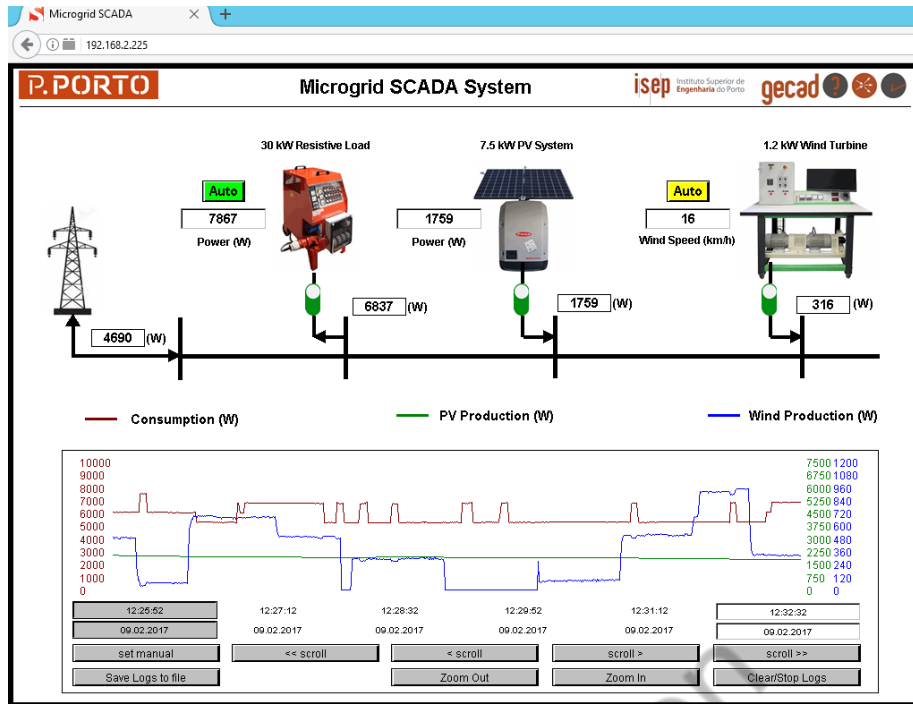 Microgrid SCADA
192.168.2.225
P.PORTO
Microgrid SCADA System
isep Instituto Superior de Engenharia do Porto
gecad
30 kW Resistive Load
7.5 kW PV System
1.2 kW Wind Turbine
Auto
Auto
7867
1759
16
Power (W)
Power (W)
Wind Speed (km/h)
6837 (W)
1759 (W)
316 (W)
4690 (W)
Consumption (W)
PV Production (W)
Wind Production (W)
10000 7500 1200
9000 6750 1080
8000 6000 960
7000 5250 840
6000 4500 720
5000 3750 600
4000 3000 480
3000 2250 360
2000 1500 240
1000 750 120
0 0 0
12:25:52 12:27:12 12:28:32 12:29:52 12:31:12 12:32:32
09.02.2017 09.02.2017 09.02.2017 09.02.2017 09.02.2017 09.02.2017
set manual << scroll < scroll scroll > scroll >>
Save Logs to file Zoom Out Zoom In Clear/Stop Logs